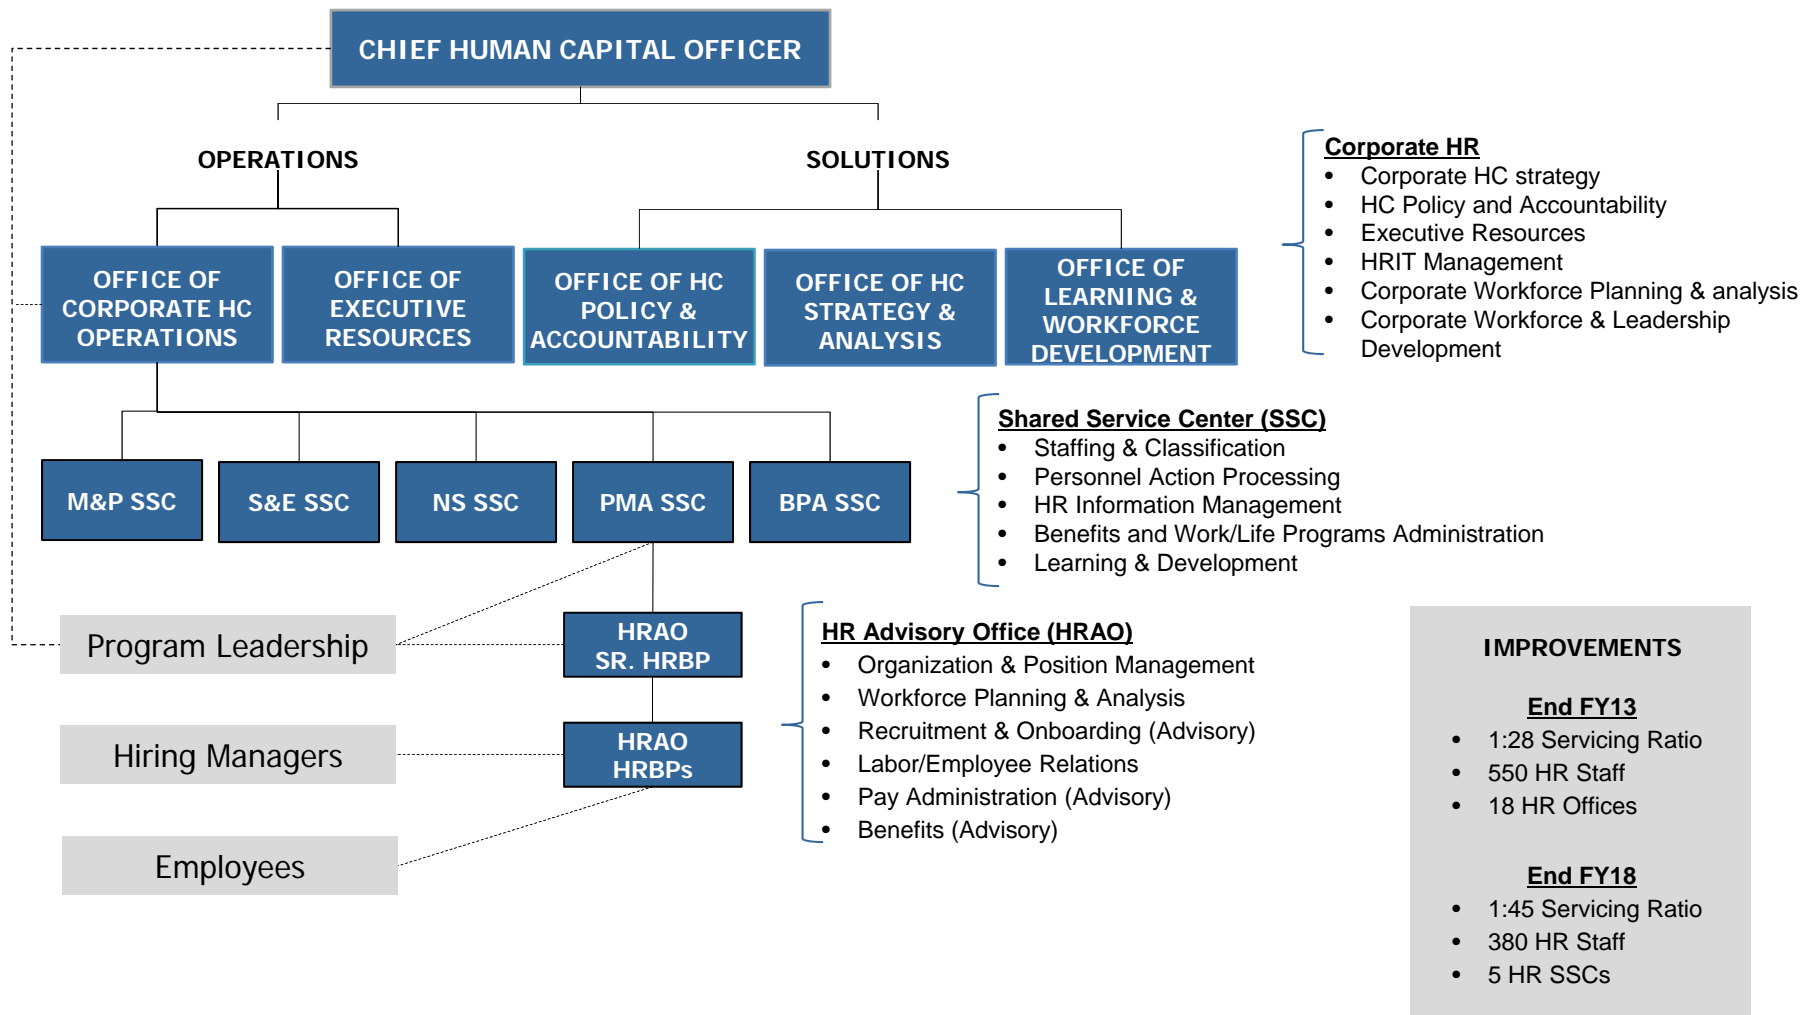 CHIEF HUMAN CAPITAL OFFICER
OPERATIONS
SOLUTIONS
OFFICE OF
CORPORATE HC
OPERATIONS
OFFICE OF
EXECUTIVE
RESOURCES
OFFICE OF HC
POLICY &
ACCOUNTABILITY
OFFICE OF HC
STRATEGY &
ANALYSIS
OFFICE OF
LEARNING &
WORKFORCE
DEVELOPMENT
Corporate HR
• Corporate HC strategy
• HC Policy and Accountability
• Executive Resources
• HRIT Management
• Corporate Workforce Planning & analysis
• Corporate Workforce & Leadership
Development
M&P SSC
S&E SSC
NS SSC
PMA SSC
BPA SSC
Shared Service Center (SSC)
• Staffing & Classification
• Personnel Action Processing
• HR Information Management
• Benefits and Work/Life Programs Administration
• Learning & Development
Program Leadership
HRAO
SR. HRBP
Hiring Managers
HRAO
HRBPs
Employees
HR Advisory Office (HRAO)
• Organization & Position Management
• Workforce Planning & Analysis
• Recruitment & Onboarding (Advisory)
• Labor/Employee Relations
• Pay Administration (Advisory)
• Benefits (Advisory)
IMPROVEMENTS
End FY13
• 1:28 Servicing Ratio
• 550 HR Staff
• 18 HR Offices
End FY18
• 1:45 Servicing Ratio
• 380 HR Staff
• 5 HR SSCs